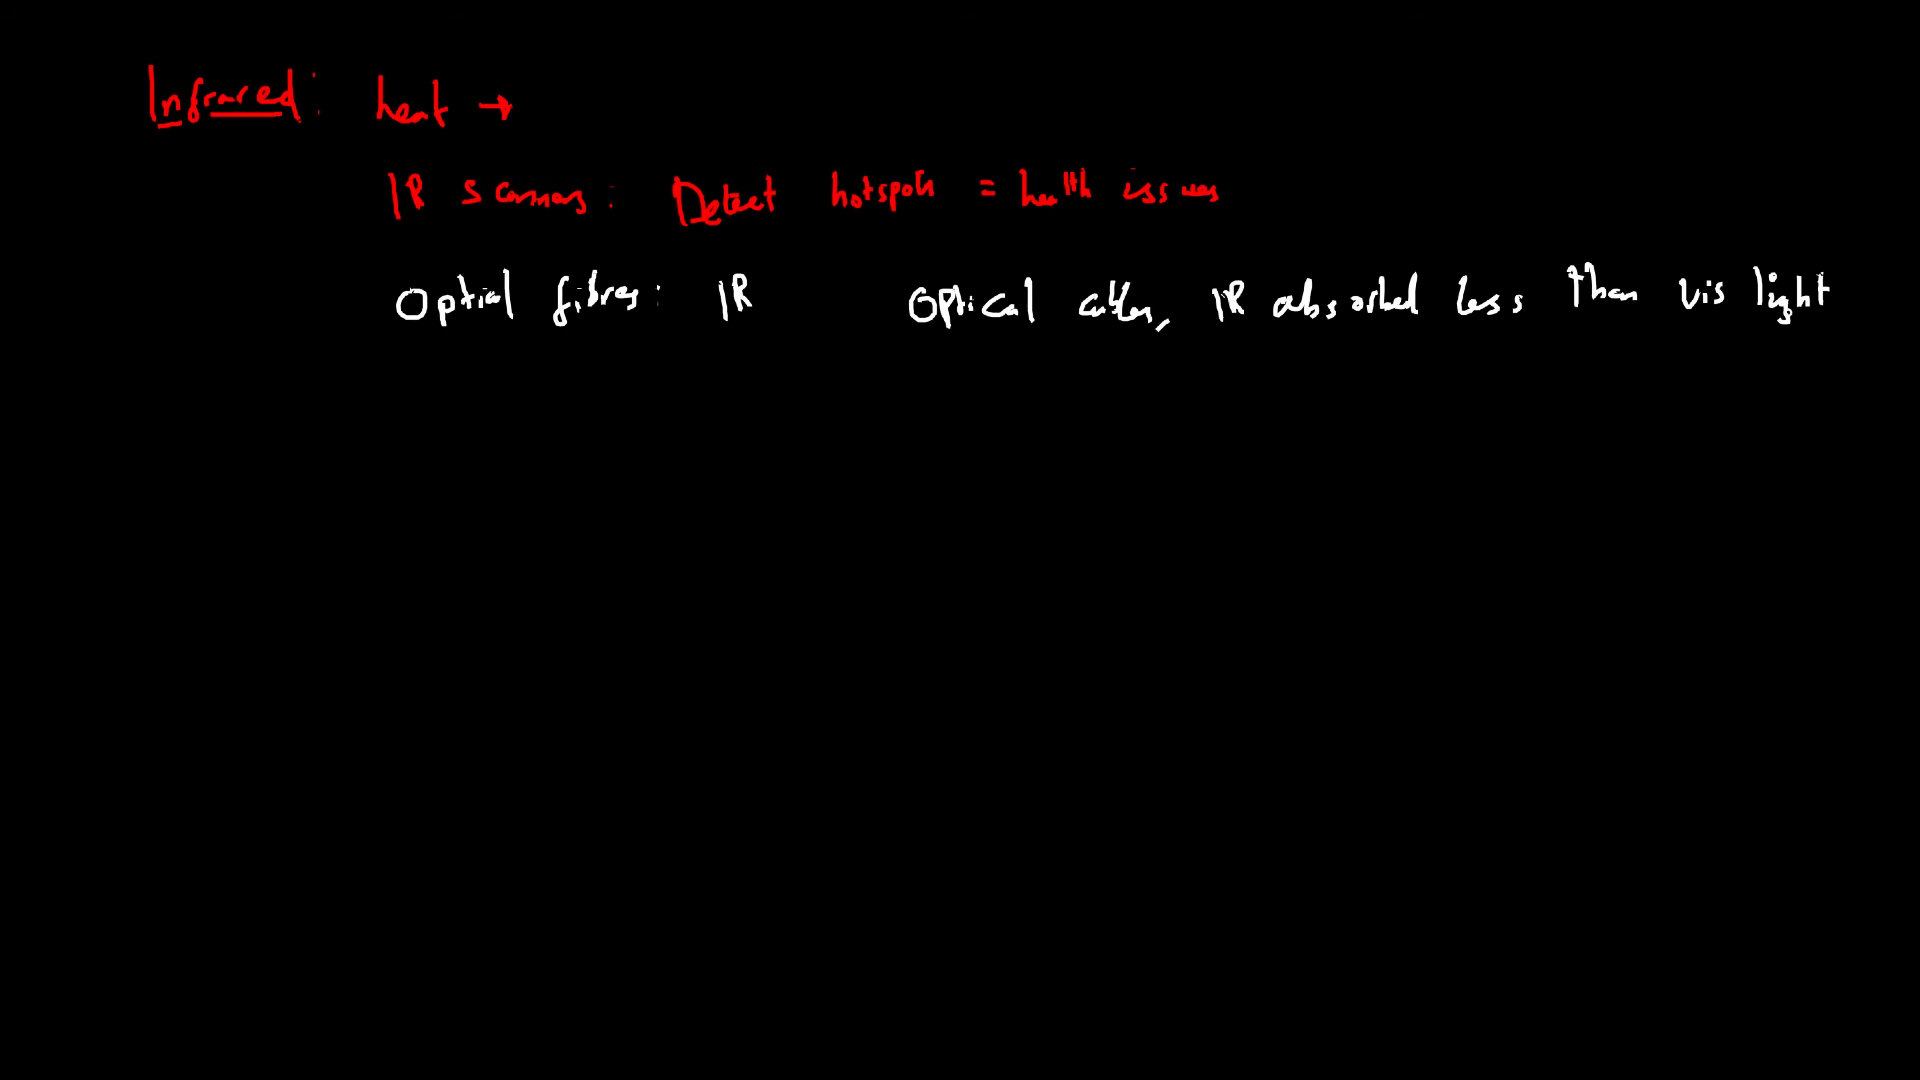 Infrared: heat →
IR scanners: Detect hotspots = health issues
Optical fibres: IR Optical cables, IR absorbed less than vis light